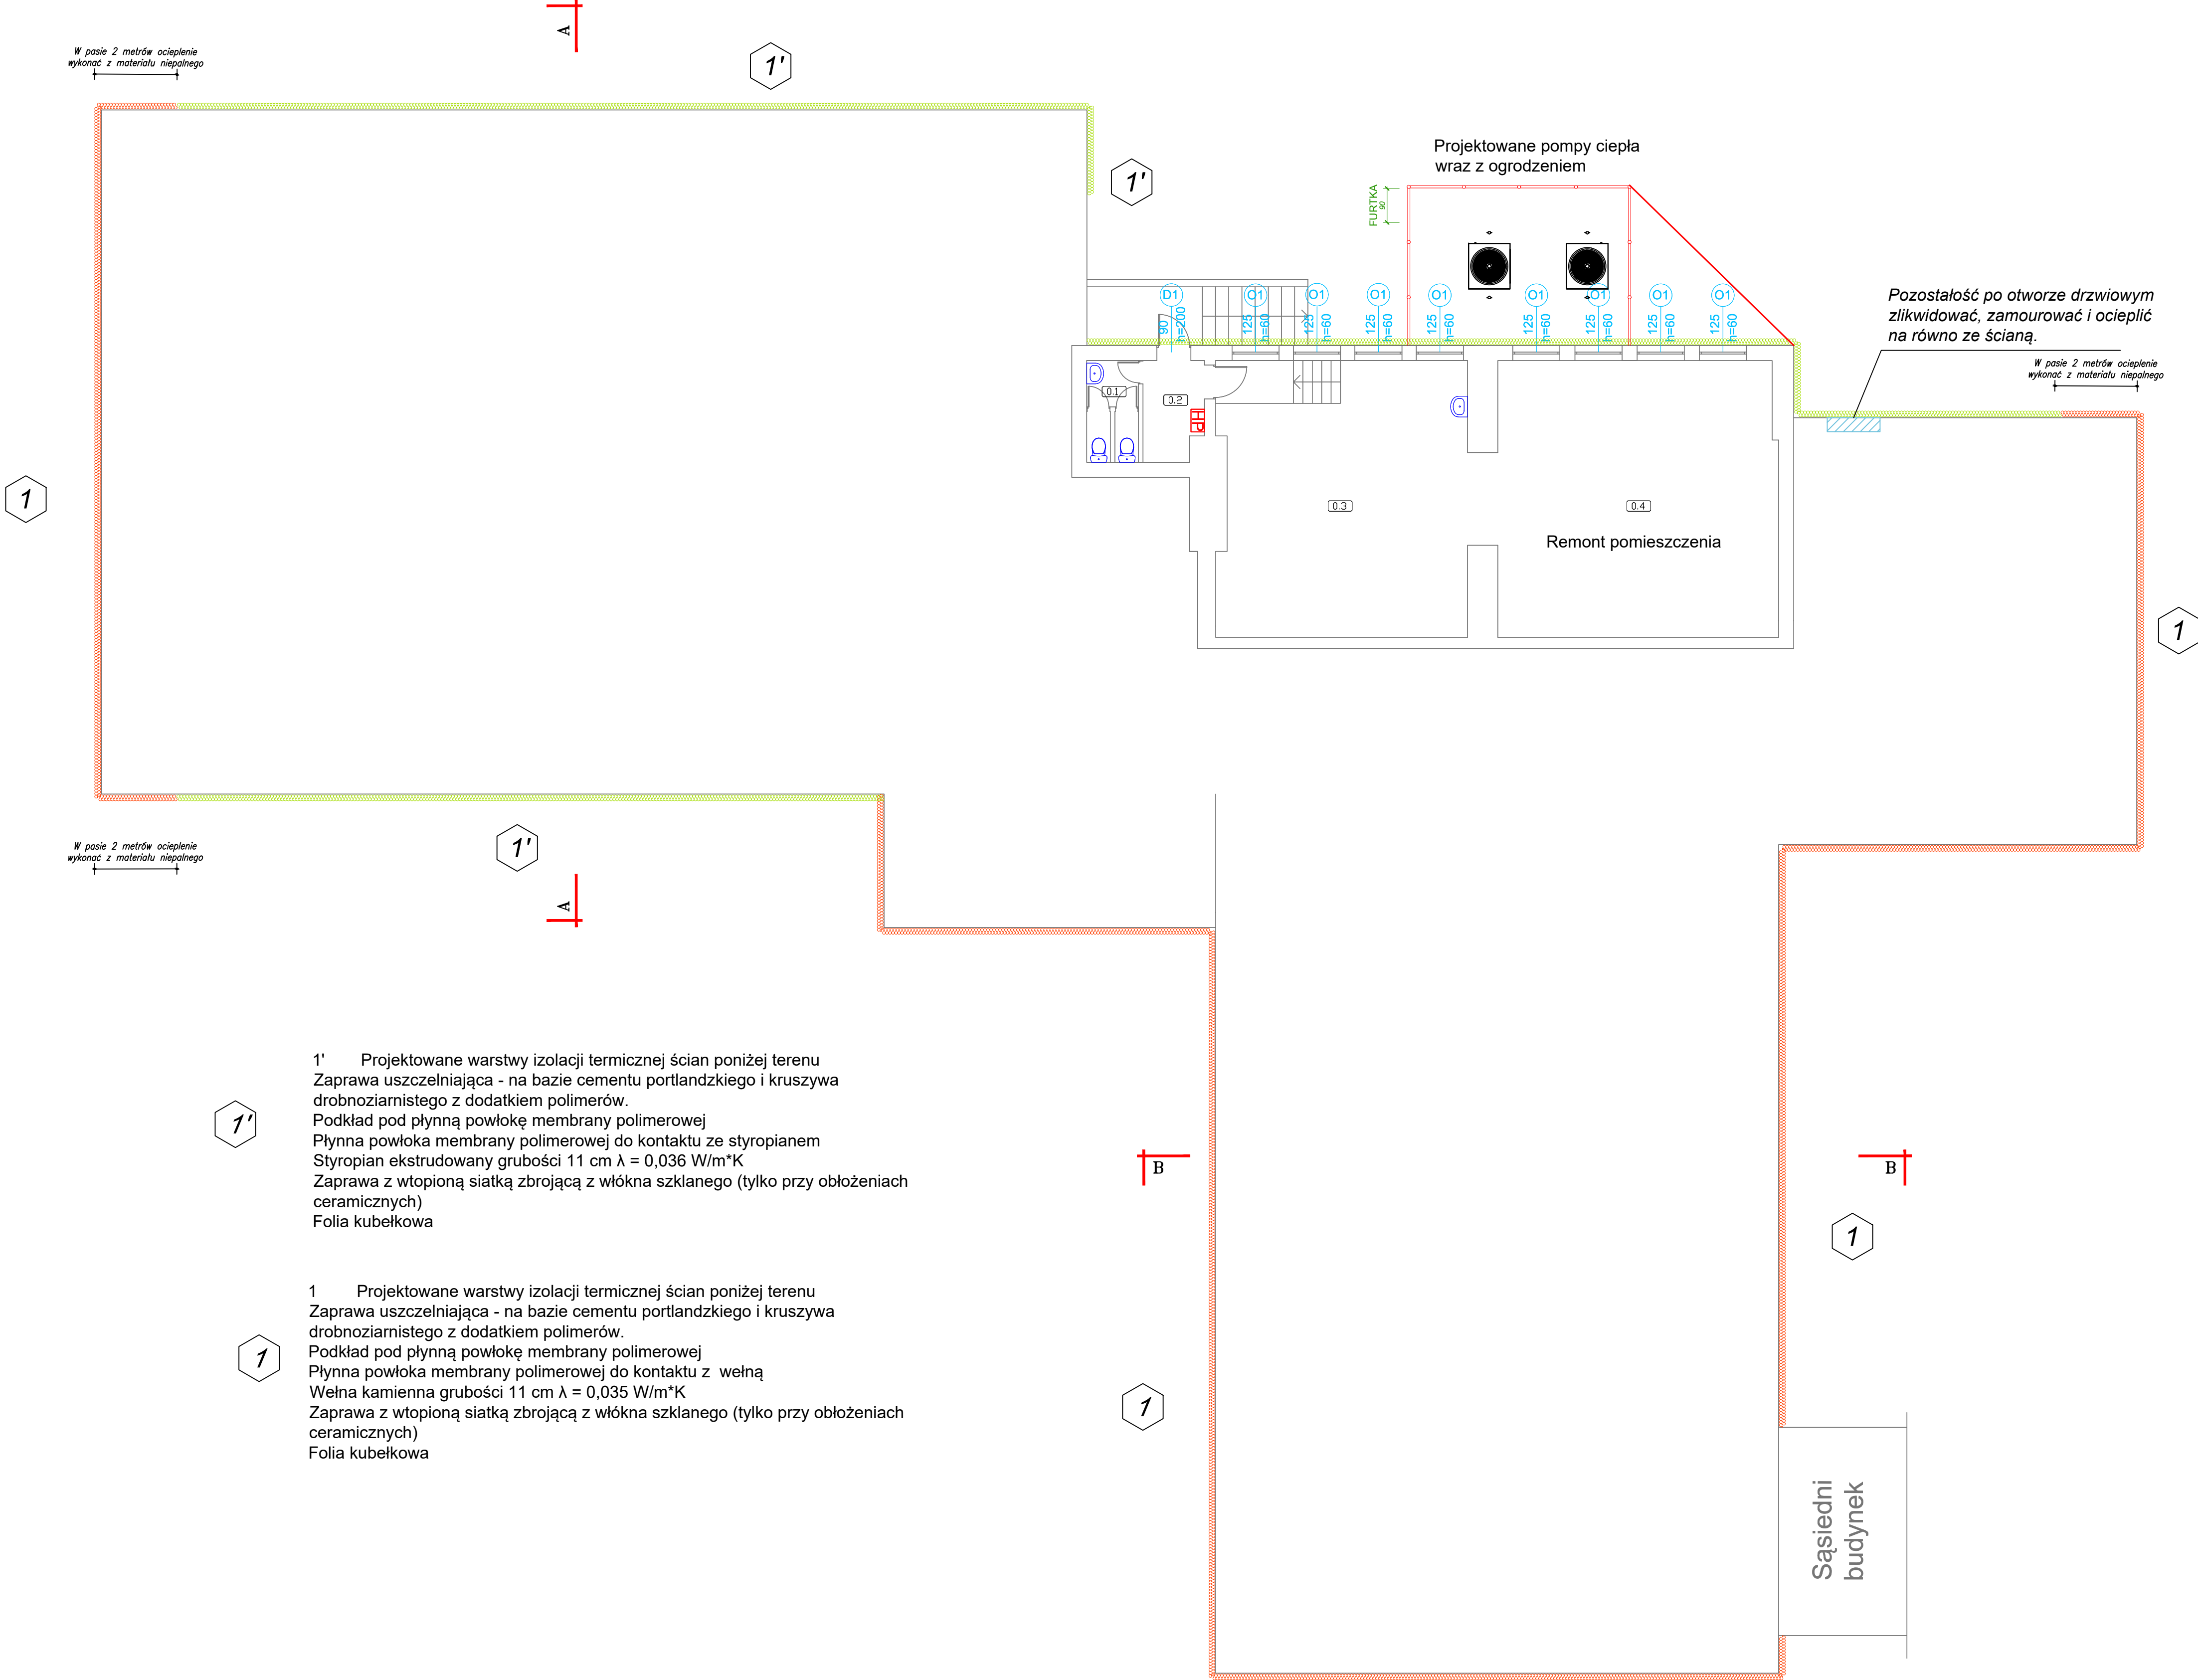 A
W pasie 2 metrów ocieplenie
wykonać z materiału niepalnego
1'
1'
Projektowane pompy ciepła
wraz z ogrodzeniem
FURTKA
90
D1
90
h=200
O1
125
h=60
O1
125
h=60
O1
125
h=60
O1
125
h=60
O1
125
h=60
O1
125
h=60
O1
125
h=60
O1
125
h=60
Pozostałość po otworze drzwiowym
zlikwidować, zamourować i ocieplić
na równo ze ścianą.
W pasie 2 metrów ocieplenie
wykonać z materiału niepalnego
0.1
0.2
HP
0.3
0.4
Remont pomieszczenia
1
1
W pasie 2 metrów ocieplenie
wykonać z materiału niepalnego
1'
A
1'
1' Projektowane warstwy izolacji termicznej ścian poniżej terenu
Zaprawa uszczelniająca - na bazie cementu portlandzkiego i kruszywa
drobnoziarnistego z dodatkiem polimerów.
Podkład pod płynną powłokę membrany polimerowej
Płynna powłoka membrany polimerowej do kontaktu ze styropianem
Styropian ekstrudowany grubości 11 cm λ = 0,036 W/m*K
Zaprawa z wtopioną siatką zbrojącą z włókna szklanego (tylko przy obłożeniach
ceramicznych)
Folia kubełkowa
B
B
1
1
1 Projektowane warstwy izolacji termicznej ścian poniżej terenu
Zaprawa uszczelniająca - na bazie cementu portlandzkiego i kruszywa
drobnoziarnistego z dodatkiem polimerów.
Podkład pod płynną powłokę membrany polimerowej
Płynna powłoka membrany polimerowej do kontaktu z wełną
Wełna kamienna grubości 11 cm λ = 0,035 W/m*K
Zaprawa z wtopioną siatką zbrojącą z włókna szklanego (tylko przy obłożeniach
ceramicznych)
Folia kubełkowa
1
Sąsiedni
budynek